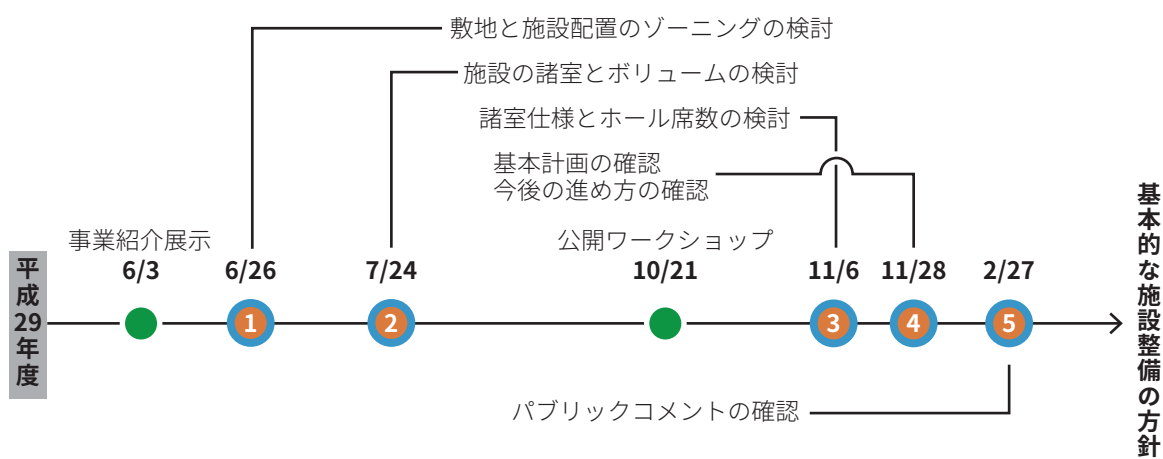 敷地と施設配置のゾーニングの検討
施設の諸室とボリュームの検討
諸室仕様とホール席数の検討
基本計画の確認
今後の進め方の確認
事業紹介展示
公開ワークショップ
6/3
6/26
7/24
10/21
11/6
11/28
2/27
平成29年度
1
2
3
4
5
パブリックコメントの確認
基本的な施設整備の方針